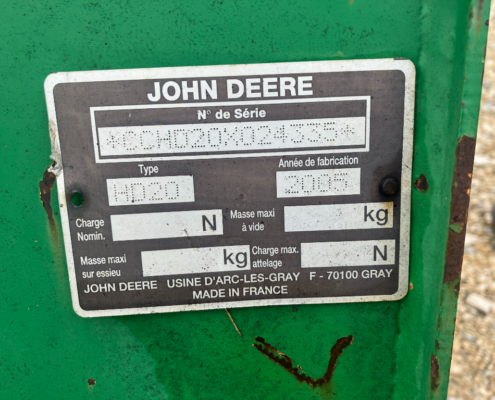 JOHN DEERE
N° de Série
*CCHD20X024335*
Type
Année de fabrication
HD20
2005
Charge Nomin.
N
Masse maxi à vide
kg
Masse maxi sur essieu
kg
Charge max. attelage
N
JOHN DEERE USINE D'ARC-LES-GRAY F - 70100 GRAY
MADE IN FRANCE